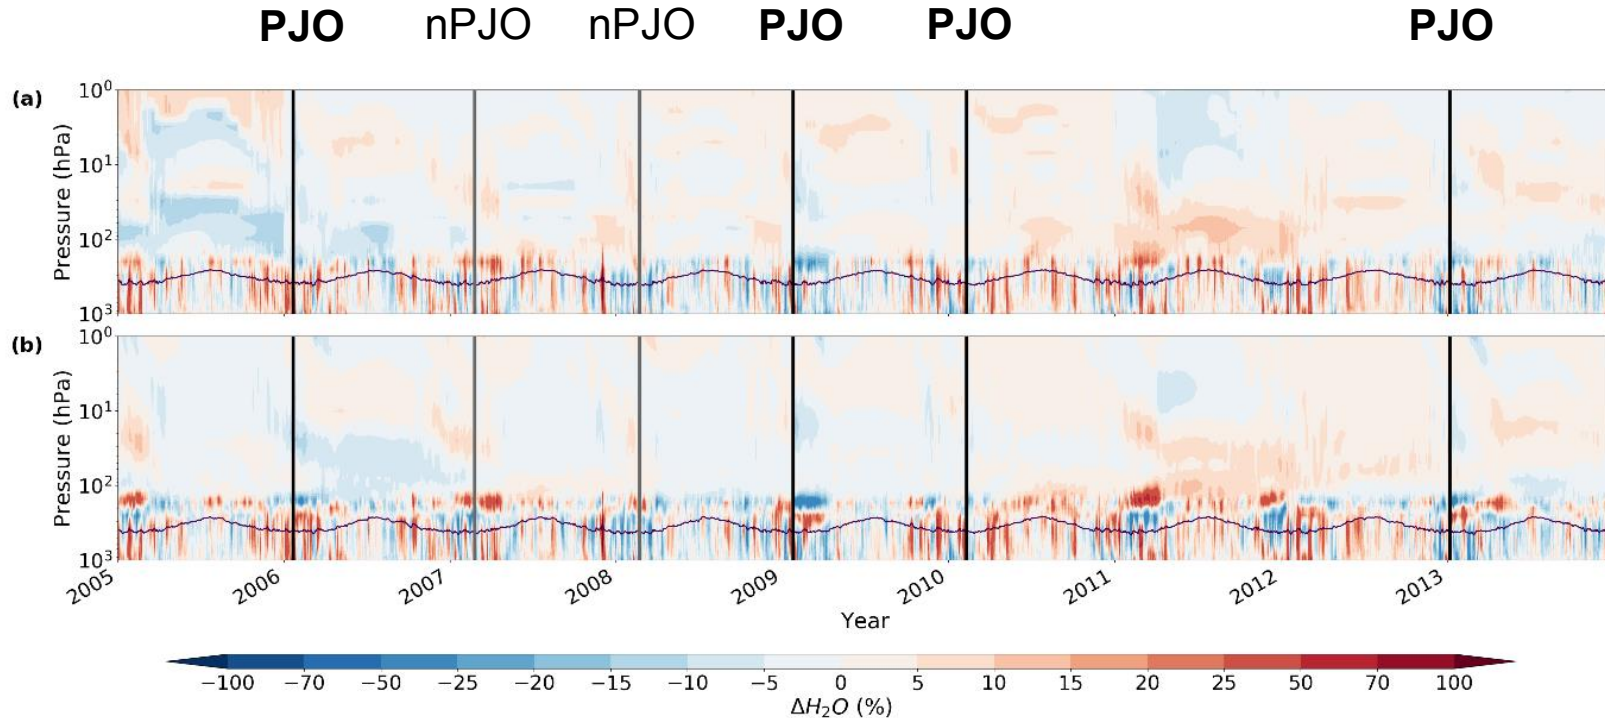 PJO nPJO nPJO PJO PJO PJO
(a)
10⁰
10¹
10²
10³
Pressure (hPa)
(b)
10⁰
10¹
10²
10³
Pressure (hPa)
2005 2006 2007 2008 2009 2010 2011 2012 2013
Year
−100 −70 −50 −25 −20 −15 −10 −5 0 5 10 15 20 25 50 70 100
ΔH₂O (%)